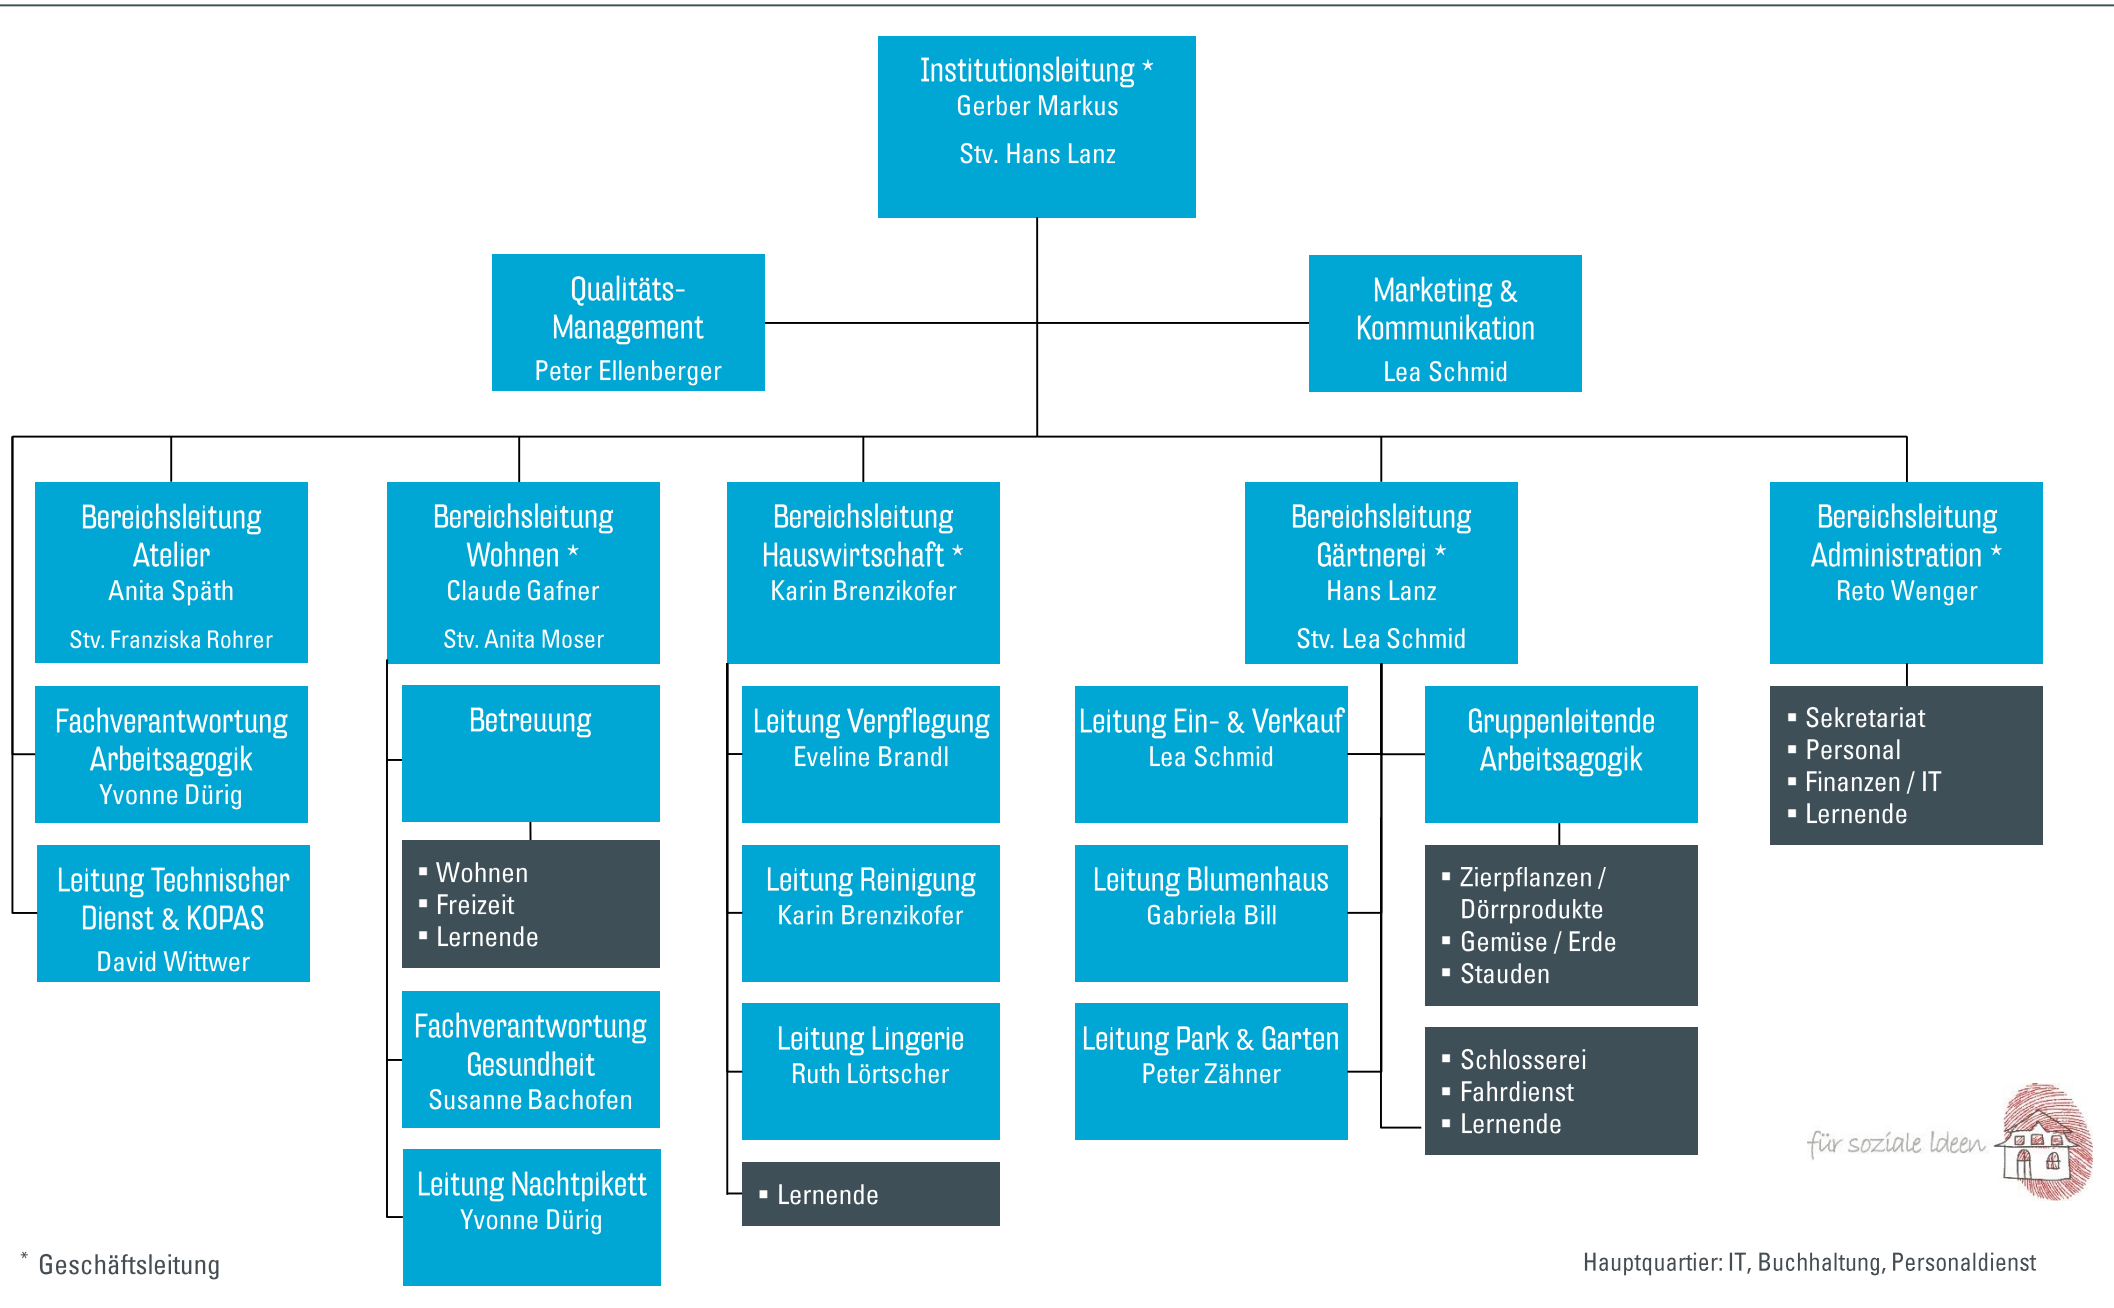 Institutionsleitung *
Gerber Markus
Stv. Hans Lanz
Qualitäts-
Management
Peter Ellenberger
Marketing &
Kommunikation
Lea Schmid
Bereichsleitung
Atelier
Anita Späth
Stv. Franziska Rohrer
Fachverantwortung
Arbeitsagogik
Yvonne Dürig
Leitung Technischer
Dienst & KOPAS
David Wittwer
Bereichsleitung
Wohnen *
Claude Gafner
Stv. Anita Moser
Betreuung
▪ Wohnen
▪ Freizeit
▪ Lernende
Fachverantwortung
Gesundheit
Susanne Bachofen
Leitung Nachtpikett
Yvonne Dürig
Bereichsleitung
Hauswirtschaft *
Karin Brenzikofer
Leitung Verpflegung
Eveline Brandl
Leitung Reinigung
Karin Brenzikofer
Leitung Lingerie
Ruth Lörtscher
▪ Lernende
Bereichsleitung
Gärtnerei *
Hans Lanz
Stv. Lea Schmid
Leitung Ein- & Verkauf
Lea Schmid
Leitung Blumenhaus
Gabriela Bill
Leitung Park & Garten
Peter Zähner
Gruppenleitende
Arbeitsagogik
▪ Zierpflanzen /
Dörrprodukte
▪ Gemüse / Erde
▪ Stauden
▪ Schlosserei
▪ Fahrdienst
▪ Lernende
Bereichsleitung
Administration *
Reto Wenger
▪ Sekretariat
▪ Personal
▪ Finanzen / IT
▪ Lernende
für soziale Ideen
* Geschäftsleitung
Hauptquartier: IT, Buchhaltung, Personaldienst